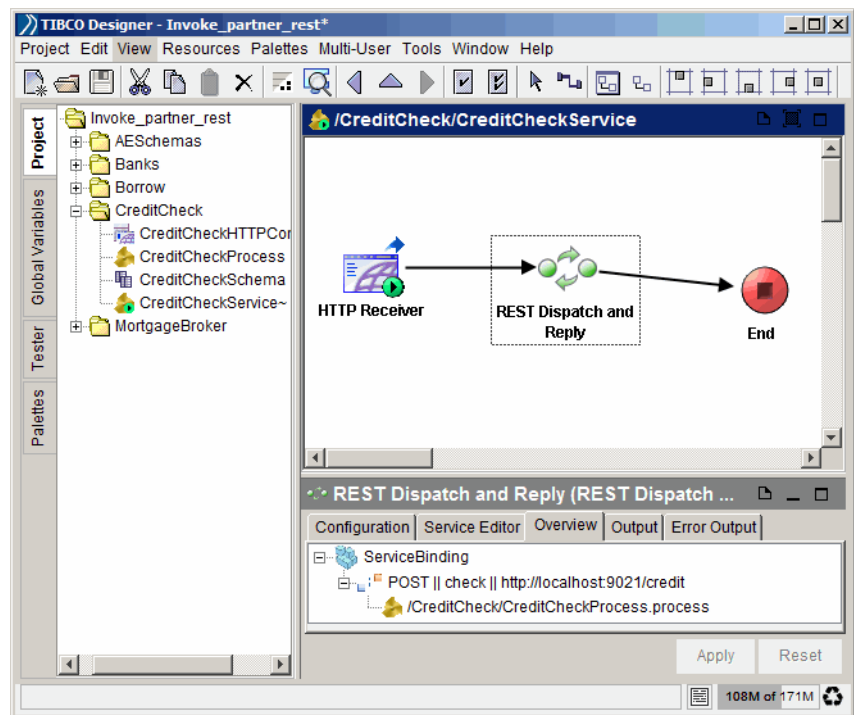 TIBCO Designer - Invoke_partner_rest*
Project Edit View Resources Palettes Multi-User Tools Window Help
Project
Global Variables
Tester
Palettes
Invoke_partner_rest
AESchemas
Banks
Borrow
CreditCheck
CreditCheckHTTPCor
CreditCheckProcess
CreditCheckSchema
CreditCheckService~
MortgageBroker
/CreditCheck/CreditCheckService
HTTP Receiver
REST Dispatch and
Reply
End
REST Dispatch and Reply (REST Dispatch ...
Configuration Service Editor Overview Output Error Output
ServiceBinding
POST || check || http://localhost:9021/credit
/CreditCheck/CreditCheckProcess.process
Apply Reset
108M of 171M